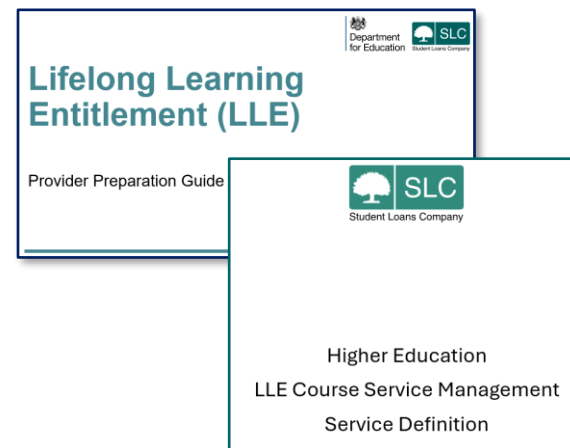 Department
for Education
SLC
Student Loans Company
Lifelong Learning
Entitlement (LLE)
Provider Preparation Guide
SLC
Student Loans Company
Higher Education
LLE Course Service Management
Service Definition